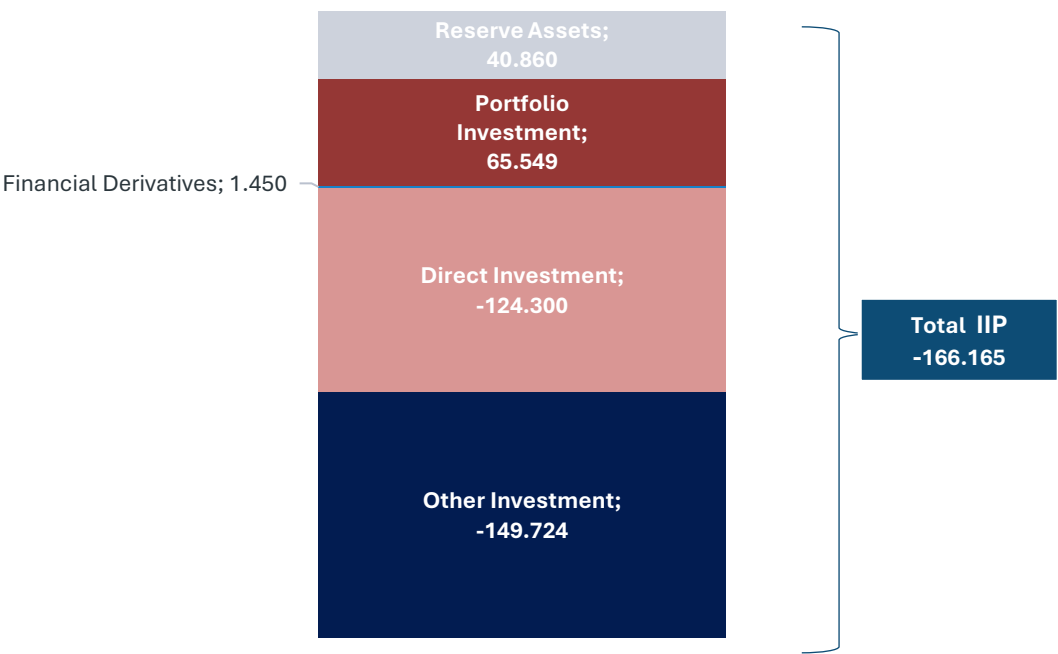 Reserve Assets;
40.860
Portfolio
Investment;
65.549
Financial Derivatives; 1.450
Direct Investment;
-124.300
Total IIP
-166.165
Other Investment;
-149.724